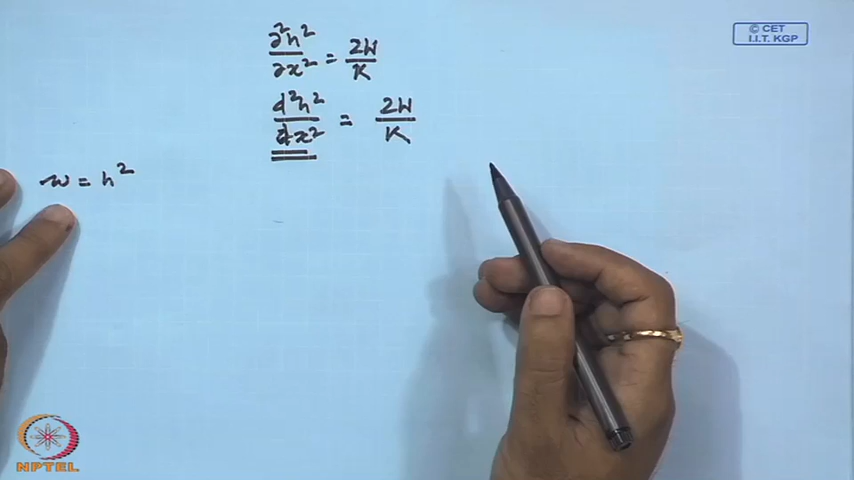 © CET
I.I.T. KGP
∂²h²/∂x² = 2W/K
d²h²/dx² = 2W/K
w = h²
NPTEL